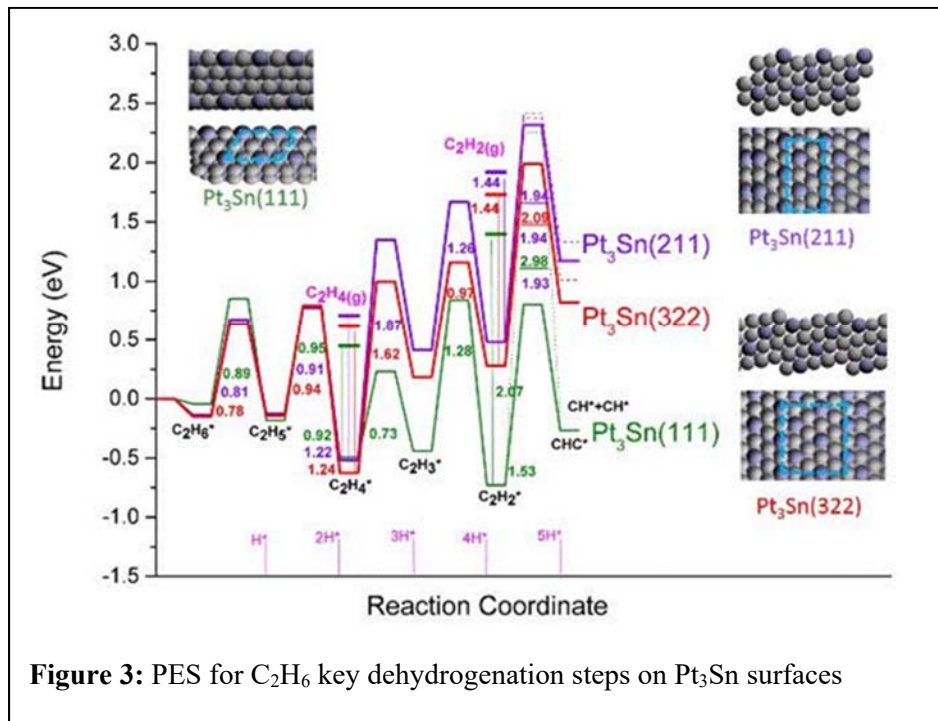 3.0
2.5
2.0
1.5
1.0
0.5
0.0
-0.5
-1.0
-1.5
Energy (eV)
Reaction Coordinate
Pt₃Sn(111)
Pt₃Sn(211)
Pt₃Sn(322)
C₂H₂(g)
1.44
1.44
1.94
2.09
1.94
2.98
1.93
Pt₃Sn(211)
Pt₃Sn(322)
Pt₃Sn(111)
C₂H₄(g)
1.26
0.97
1.28
1.87
1.62
0.73
0.95
0.91
0.94
0.89
0.81
0.78
0.92
1.22
1.24
2.07
1.53
C₂H₆*
C₂H₅*
C₂H₄*
C₂H₃*
C₂H₂*
CH*+CH*
CHC*
H*
2H*
3H*
4H*
5H*
Figure 3: PES for C₂H₆ key dehydrogenation steps on Pt₃Sn surfaces